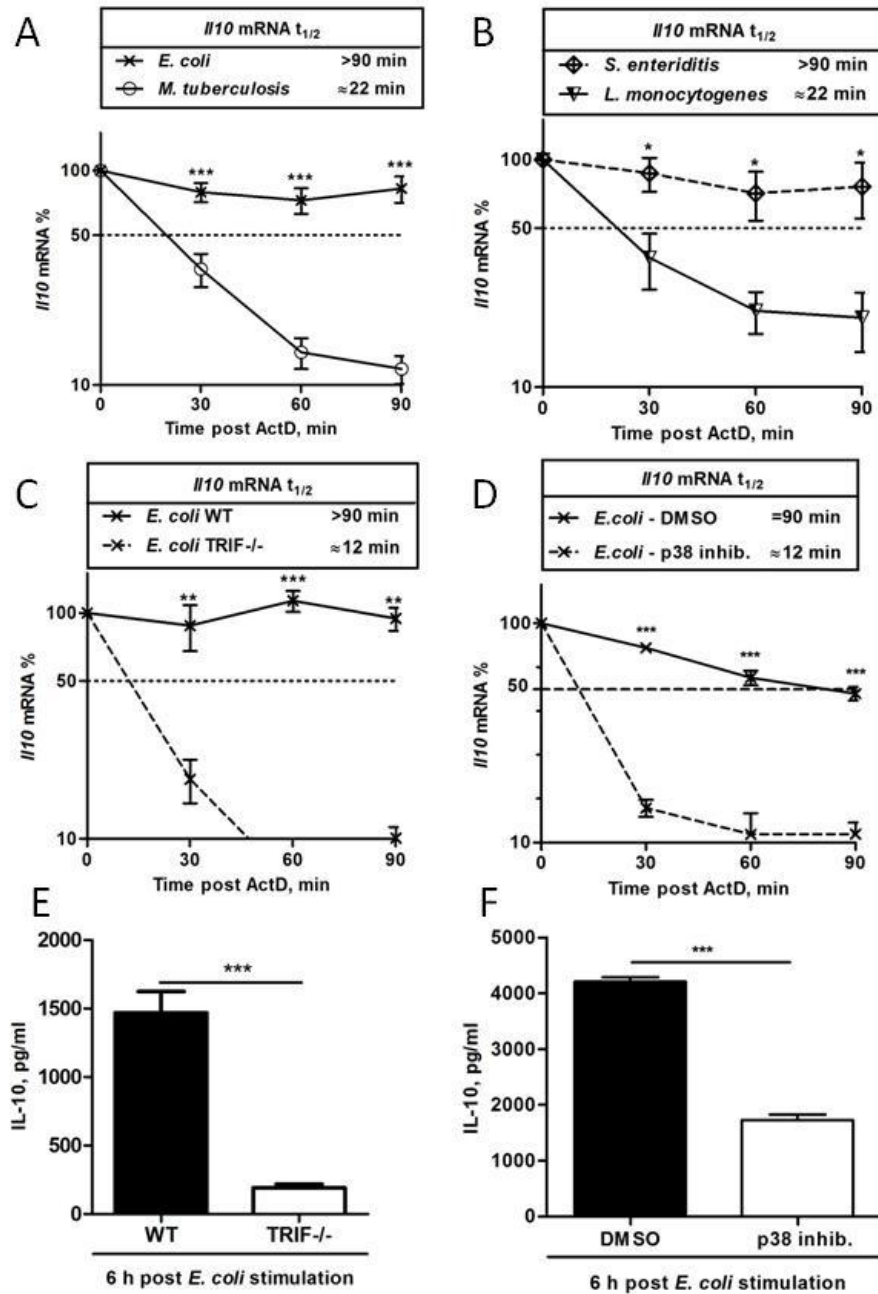 A
Il10 mRNA t1/2
E. coli >90 min
M. tuberculosis ≈22 min
Il10 mRNA %
100
50
10
*** *** ***
0 30 60 90
Time post ActD, min
B
Il10 mRNA t1/2
S. enteriditis >90 min
L. monocytogenes ≈22 min
Il10 mRNA %
100
50
10
* * *
0 30 60 90
Time post ActD, min
C
Il10 mRNA t1/2
E. coli WT >90 min
E. coli TRIF-/- ≈12 min
Il10 mRNA %
100
50
10
** *** **
0 30 60 90
Time post ActD, min
D
Il10 mRNA t1/2
E.coli - DMSO =90 min
E.coli - p38 inhib. ≈12 min
Il10 mRNA %
100
50
10
*** *** ***
0 30 60 90
Time post ActD, min
E
IL-10, pg/ml
2000
1500
1000
500
0
***
WT TRIF-/-
6 h post E. coli stimulation
F
IL-10, pg/ml
5000
4000
3000
2000
1000
0
***
DMSO p38 inhib.
6 h post E. coli stimulation